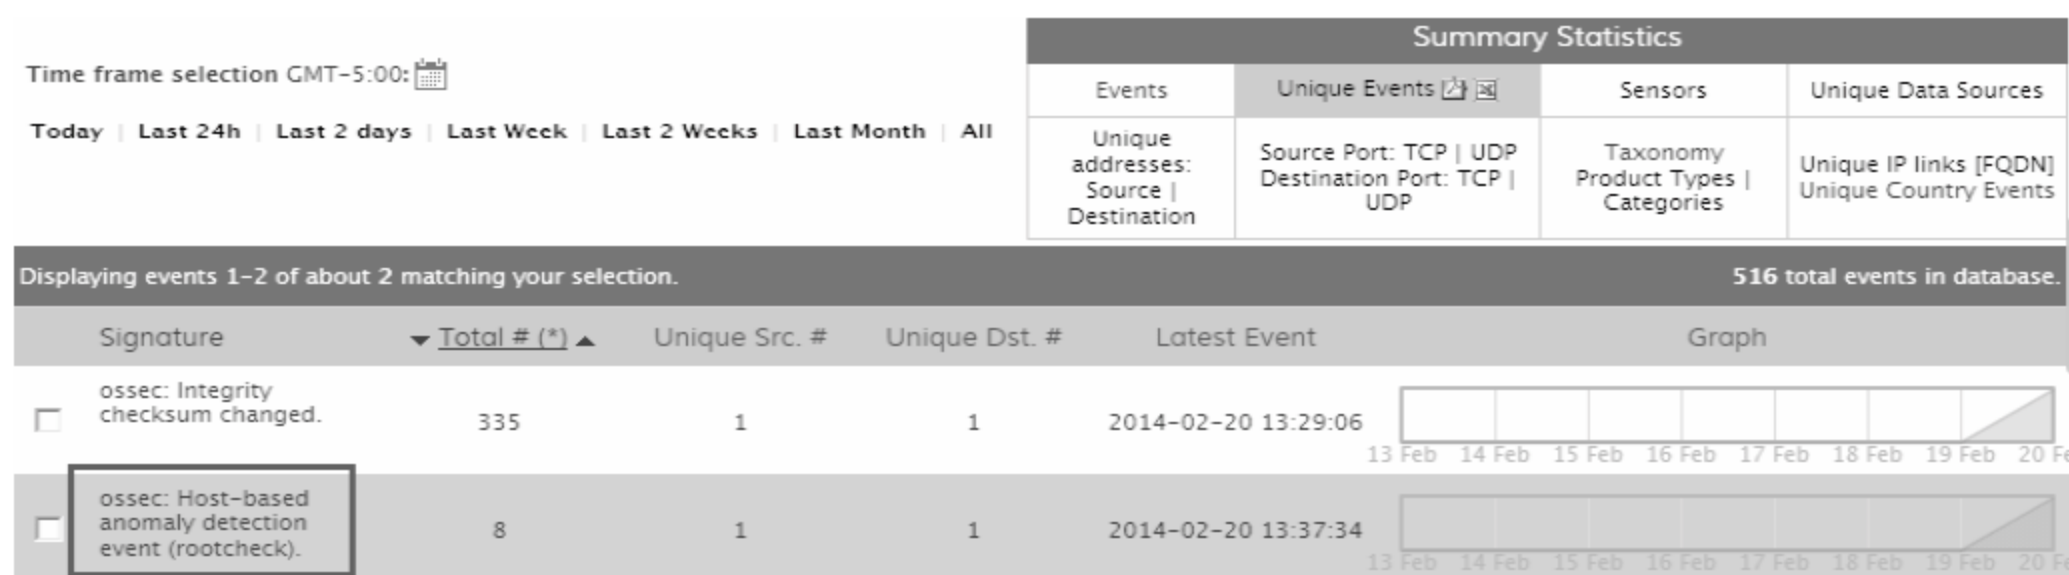 Summary Statistics
Time frame selection GMT-5:00:
Events
Unique Events
Sensors
Unique Data Sources
Today | Last 24h | Last 2 days | Last Week | Last 2 Weeks | Last Month | All
Unique
addresses:
Source |
Destination
Source Port: TCP | UDP
Destination Port: TCP |
UDP
Taxonomy
Product Types |
Categories
Unique IP links [FQDN]
Unique Country Events
Displaying events 1-2 of about 2 matching your selection.
516 total events in database.
Signature
Total # (*)
Unique Src. #
Unique Dst. #
Latest Event
Graph
ossec: Integrity
checksum changed.
335
1
1
2014-02-20 13:29:06
13 Feb 14 Feb 15 Feb 16 Feb 17 Feb 18 Feb 19 Feb 20 Fe
ossec: Host-based
anomaly detection
event (rootcheck).
8
1
1
2014-02-20 13:37:34
13 Feb 14 Feb 15 Feb 16 Feb 17 Feb 18 Feb 19 Feb 20 F